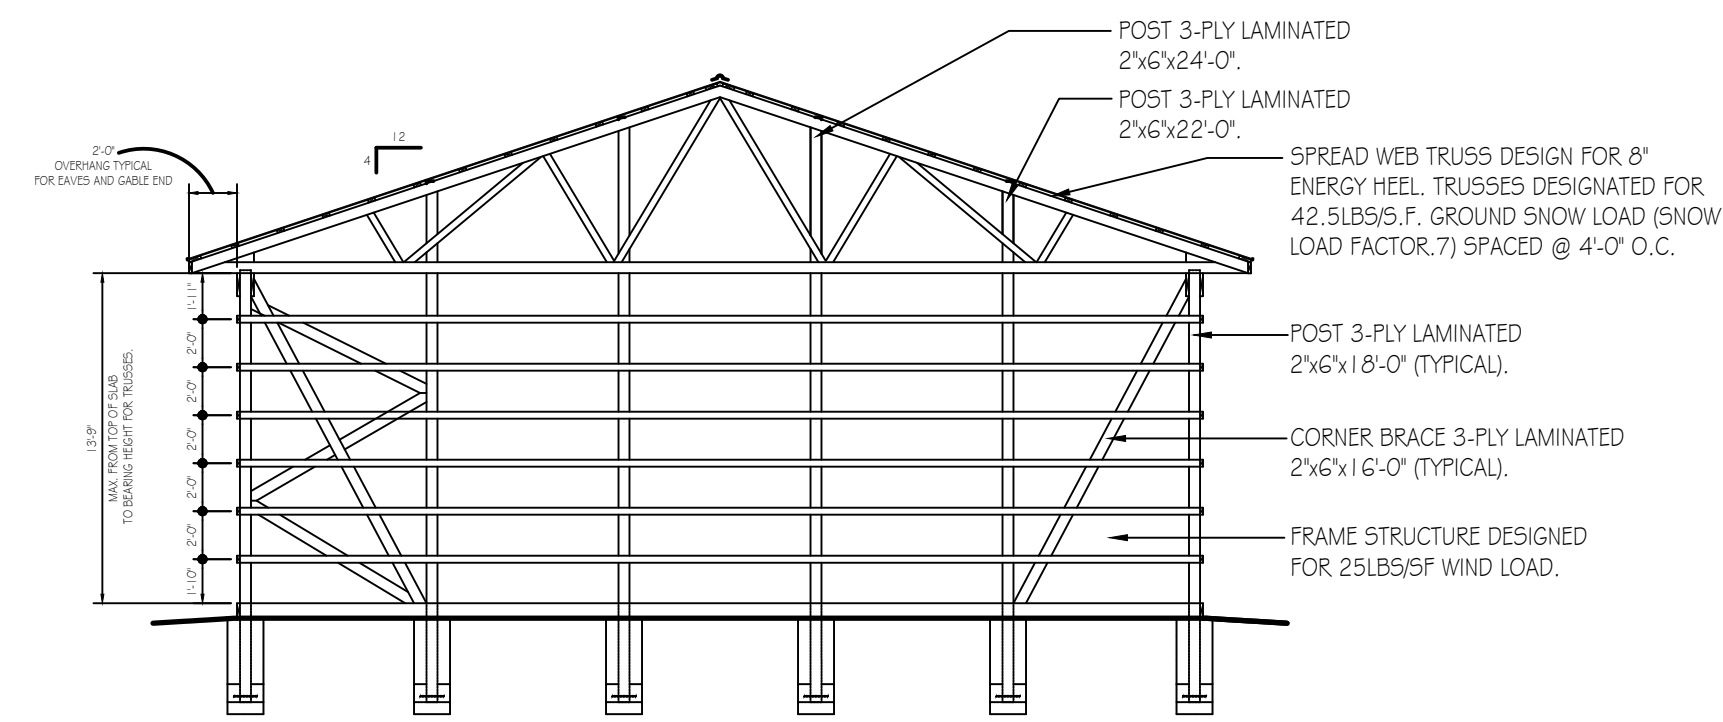 POST 3-PLY LAMINATED
2"x6"x24'-0".
POST 3-PLY LAMINATED
2"x6"x22'-0".
12
4
2'-0"
OVERHANG TYPICAL
FOR EAVES AND GABLE END
SPREAD WEB TRUSS DESIGN FOR 8"
ENERGY HEEL. TRUSSES DESIGNATED FOR
42.5LBS/S.F. GROUND SNOW LOAD (SNOW
LOAD FACTOR.7) SPACED @ 4'-0" O.C.
1'-11"
2'-0"
2'-0"
2'-0"
2'-0"
2'-0"
1'-10"
13'-9"
MAX. FROM TOP OF SLAB
TO BEARING HEIGHT FOR TRUSSES.
POST 3-PLY LAMINATED
2"x6"x18'-0" (TYPICAL).
CORNER BRACE 3-PLY LAMINATED
2"x6"x16'-0" (TYPICAL).
FRAME STRUCTURE DESIGNED
FOR 25LBS/SF WIND LOAD.